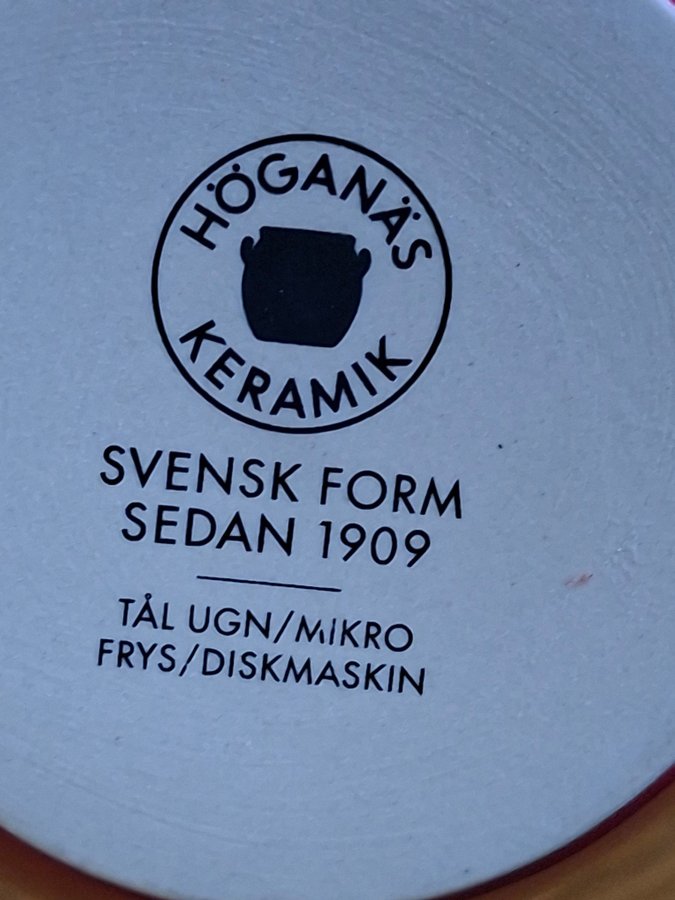 HÖGANÄS
KERAMIK
SVENSK FORM
SEDAN 1909
TÅL UGN/MIKRO
FRYS/DISKMASKIN